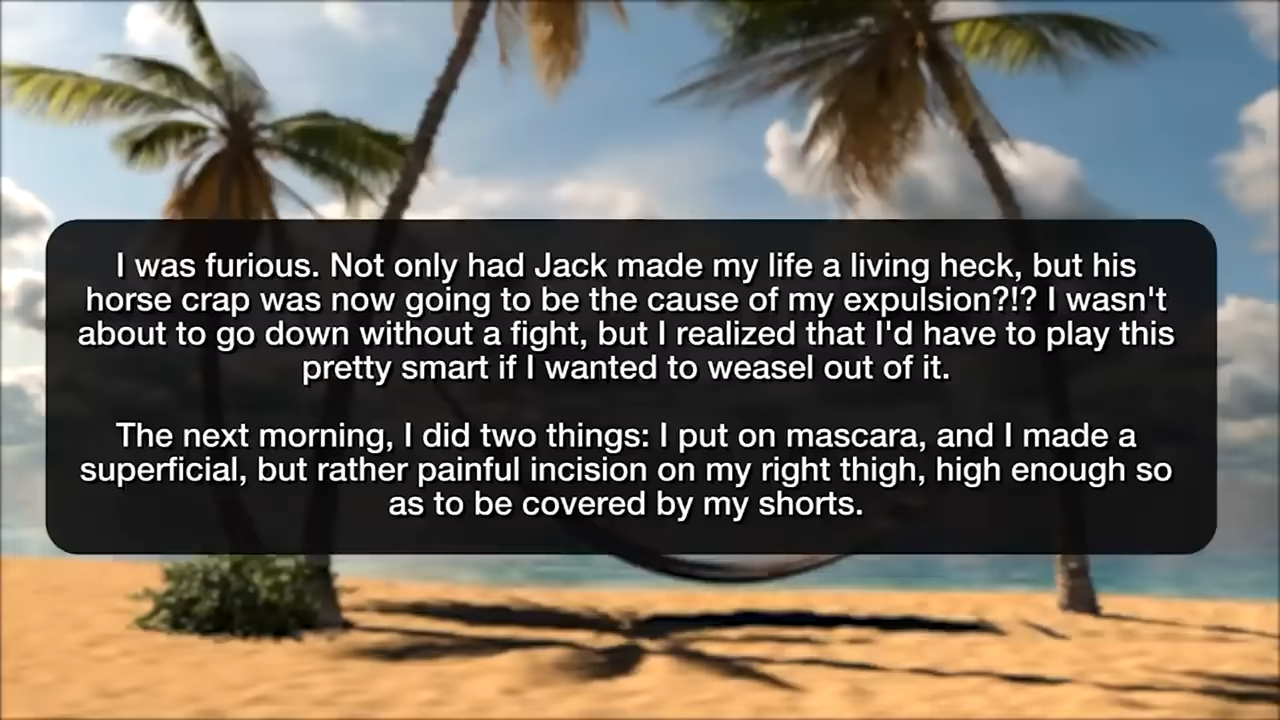 I was furious. Not only had Jack made my life a living heck, but his
horse crap was now going to be the cause of my expulsion?!? I wasn't
about to go down without a fight, but I realized that I'd have to play this
pretty smart if I wanted to weasel out of it.
The next morning, I did two things: I put on mascara, and I made a
superficial, but rather painful incision on my right thigh, high enough so
as to be covered by my shorts.